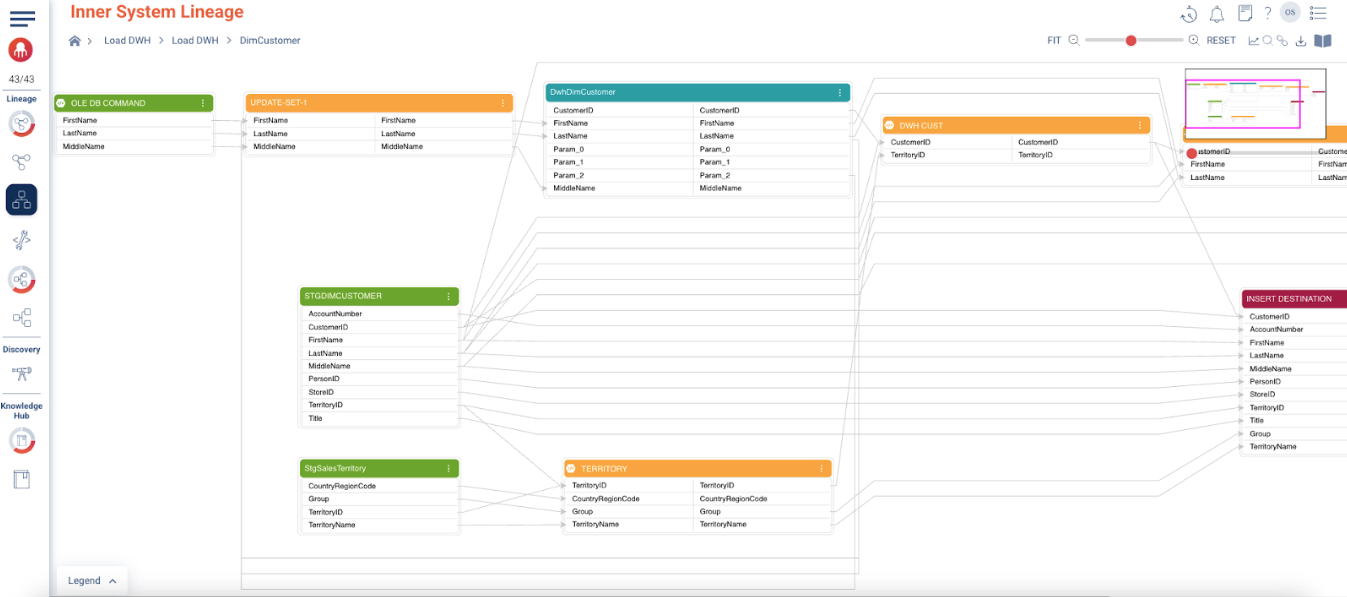 Inner System Lineage
OS
Load DWH > Load DWH > DimCustomer
FIT
RESET
43/43
Lineage
Discovery
Knowledge
Hub
OLE DB COMMAND
FirstName
LastName
MiddleName
UPDATE-SET-1
FirstName FirstName
LastName LastName
MiddleName MiddleName
DwhDimCustomer
CustomerID CustomerID
FirstName FirstName
LastName LastName
Param_0 Param_0
Param_1 Param_1
Param_2 Param_2
MiddleName MiddleName
DWH CUST
CustomerID CustomerID
TerritoryID TerritoryID
ustomerID Custome
FirstName FirstNam
LastName LastNam
STGDIMCUSTOMER
AccountNumber
CustomerID
FirstName
LastName
MiddleName
PersonID
StoreID
TerritoryID
Title
INSERT DESTINATION
CustomerID
AccountNumber
FirstName
LastName
MiddleName
PersonID
StoreID
TerritoryID
Title
Group
TerritoryName
StgSalesTerritory
CountryRegionCode
Group
TerritoryID
TerritoryName
TERRITORY
TerritoryID TerritoryID
CountryRegionCode CountryRegionCode
Group Group
TerritoryName TerritoryName
Legend